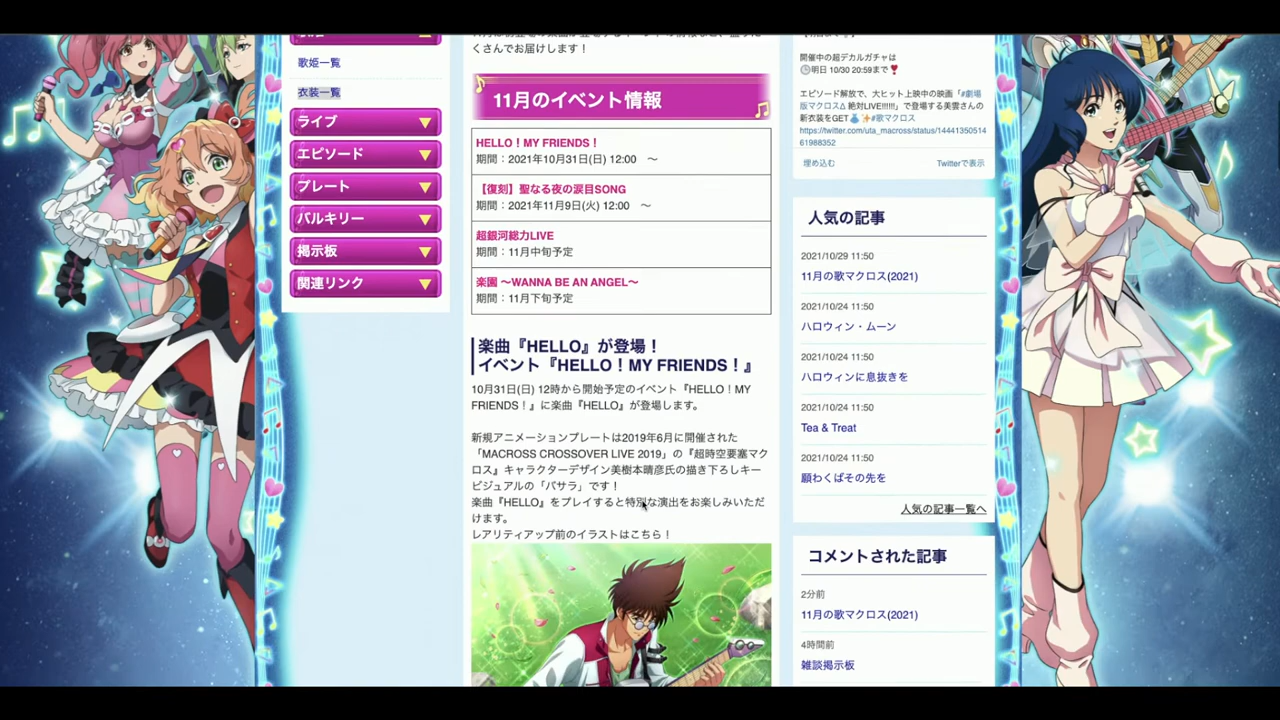 歌姫一覧
衣装一覧
ライブ
エピソード
プレート
バルキリー
掲示板
関連リンク
くさんでお届けします！
11月のイベント情報
HELLO！MY FRIENDS！
期間：2021年10月31日(日) 12:00　～
【復刻】聖なる夜の涙目SONG
期間：2021年11月9日(火) 12:00　～
超銀河総力LIVE
期間：11月中旬予定
楽園 ～WANNA BE AN ANGEL～
期間：11月下旬予定
楽曲『HELLO』が登場！
イベント『HELLO！MY FRIENDS！』
10月31日(日) 12時から開始予定のイベント『HELLO！MY
FRIENDS！』に楽曲『HELLO』が登場します。
新規アニメーションプレートは2019年6月に開催された
「MACROSS CROSSOVER LIVE 2019」の『超時空要塞マク
ロス』キャラクターデザイン美樹本晴彦氏の描き下ろしキー
ビジュアルの「バサラ」です！
楽曲『HELLO』をプレイすると特別な演出をお楽しみいただ
けます。
レアリティアップ前のイラストはこちら！
開催中の超デカルガチャは
明日 10/30 20:59まで
エピソード解放で、大ヒット上映中の映画「#劇場
版マクロスΔ 絶対LIVE!!!!!!」で登場する美雲さんの
新衣装をGET #歌マクロス
https://twitter.com/uta_macross/status/14441350514
61988352
埋め込む
Twitterで表示
人気の記事
2021/10/29 11:50
11月の歌マクロス(2021)
2021/10/24 11:50
ハロウィン・ムーン
2021/10/24 11:50
ハロウィンに息抜きを
2021/10/24 11:50
Tea & Treat
2021/10/24 11:50
願わくばその先を
人気の記事一覧へ
コメントされた記事
2分前
11月の歌マクロス(2021)
4時間前
雑談掲示板